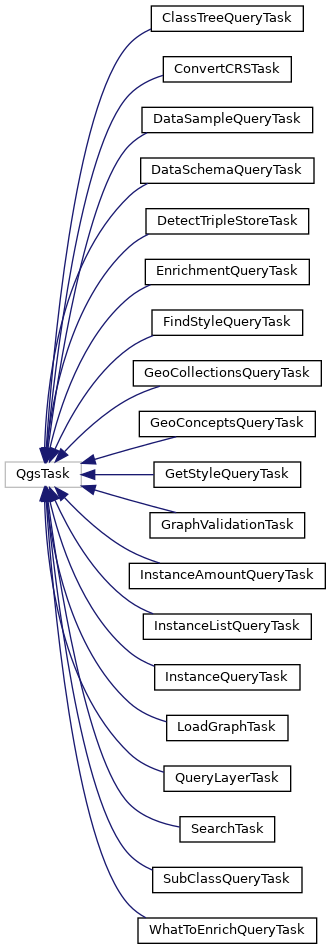 ClassTreeQueryTask
ConvertCRSTask
DataSampleQueryTask
DataSchemaQueryTask
DetectTripleStoreTask
EnrichmentQueryTask
FindStyleQueryTask
GeoCollectionsQueryTask
GeoConceptsQueryTask
QgsTask
GetStyleQueryTask
GraphValidationTask
InstanceAmountQueryTask
InstanceListQueryTask
InstanceQueryTask
LoadGraphTask
QueryLayerTask
SearchTask
SubClassQueryTask
WhatToEnrichQueryTask